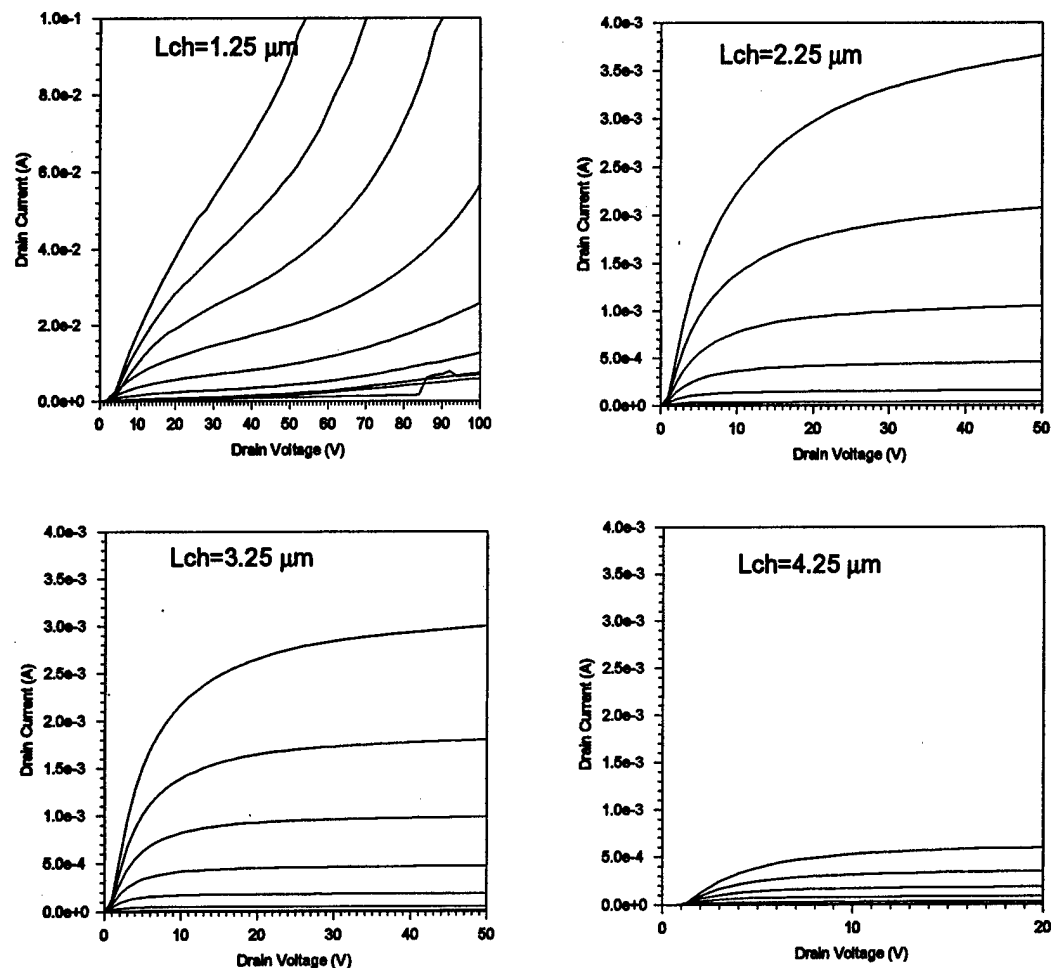 Lch=1.25 μm
Drain Current (A)
1.0e-1
8.0e-2
6.0e-2
4.0e-2
2.0e-2
0.0e+0
0 10 20 30 40 50 60 70 80 90 100
Drain Voltage (V)
Lch=2.25 μm
Drain Current (A)
4.0e-3
3.5e-3
3.0e-3
2.5e-3
2.0e-3
1.5e-3
1.0e-3
5.0e-4
0.0e+0
0 10 20 30 40 50
Drain Voltage (V)
Lch=3.25 μm
Drain Current (A)
4.0e-3
3.5e-3
3.0e-3
2.5e-3
2.0e-3
1.5e-3
1.0e-3
5.0e-4
0.0e+0
0 10 20 30 40 50
Drain Voltage (V)
Lch=4.25 μm
Drain Current (A)
4.0e-3
3.5e-3
3.0e-3
2.5e-3
2.0e-3
1.5e-3
1.0e-3
5.0e-4
0.0e+0
0 10 20
Drain Voltage (V)